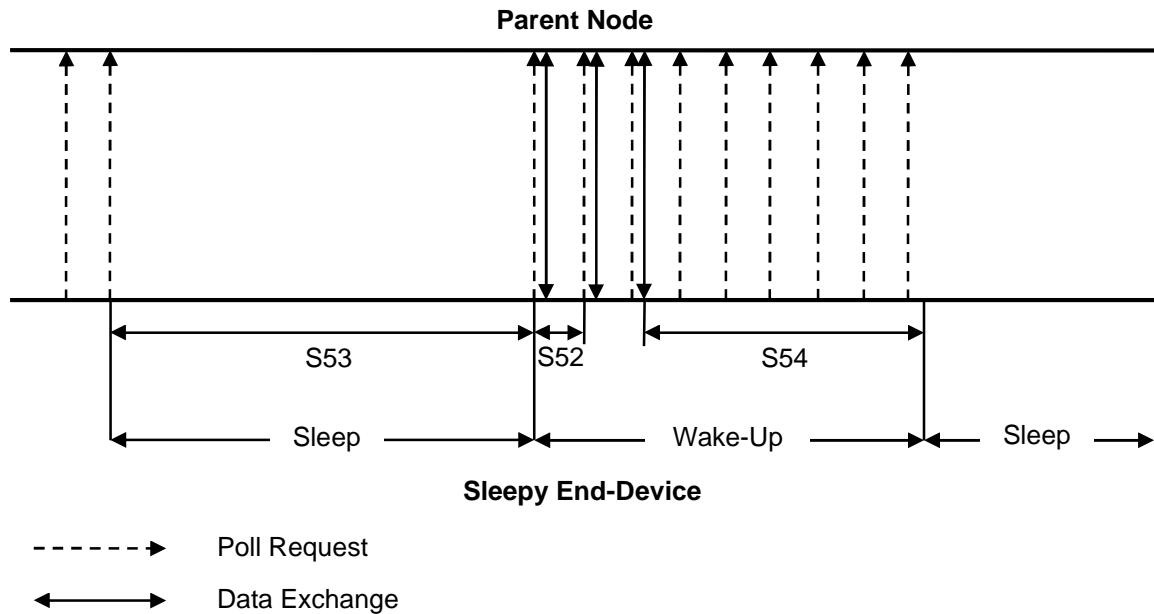 Parent Node
S53
S52
S54
Sleep
Wake-Up
Sleep
Sleepy End-Device
Poll Request
Data Exchange